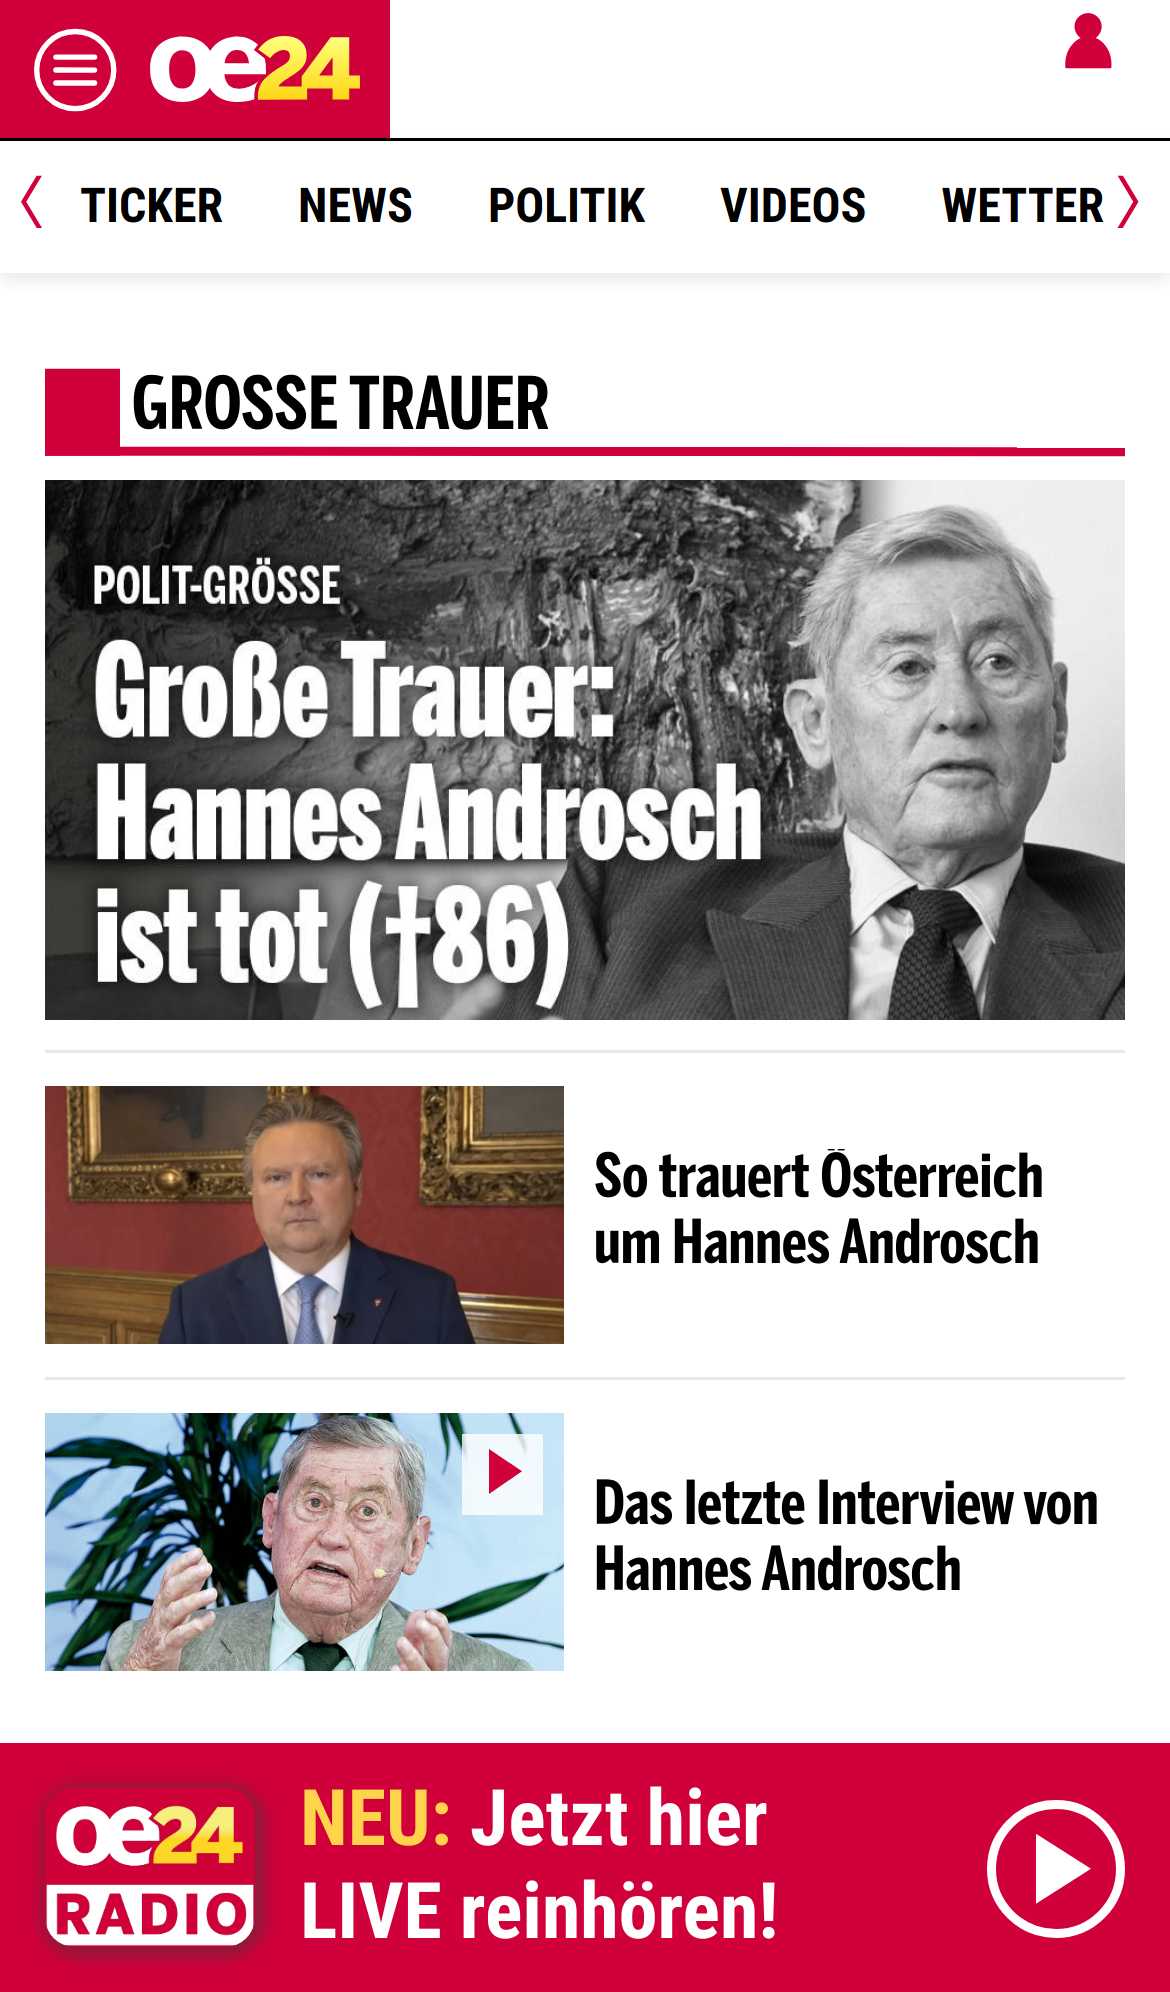 oe24
TICKER NEWS POLITIK VIDEOS WETTER
GROSSE TRAUER
POLIT-GRÖSSE
Große Trauer:
Hannes Androsch
ist tot (†86)
So trauert Österreich
um Hannes Androsch
Das letzte Interview von
Hannes Androsch
oe24
RADIO
NEU: Jetzt hier
LIVE reinhören!